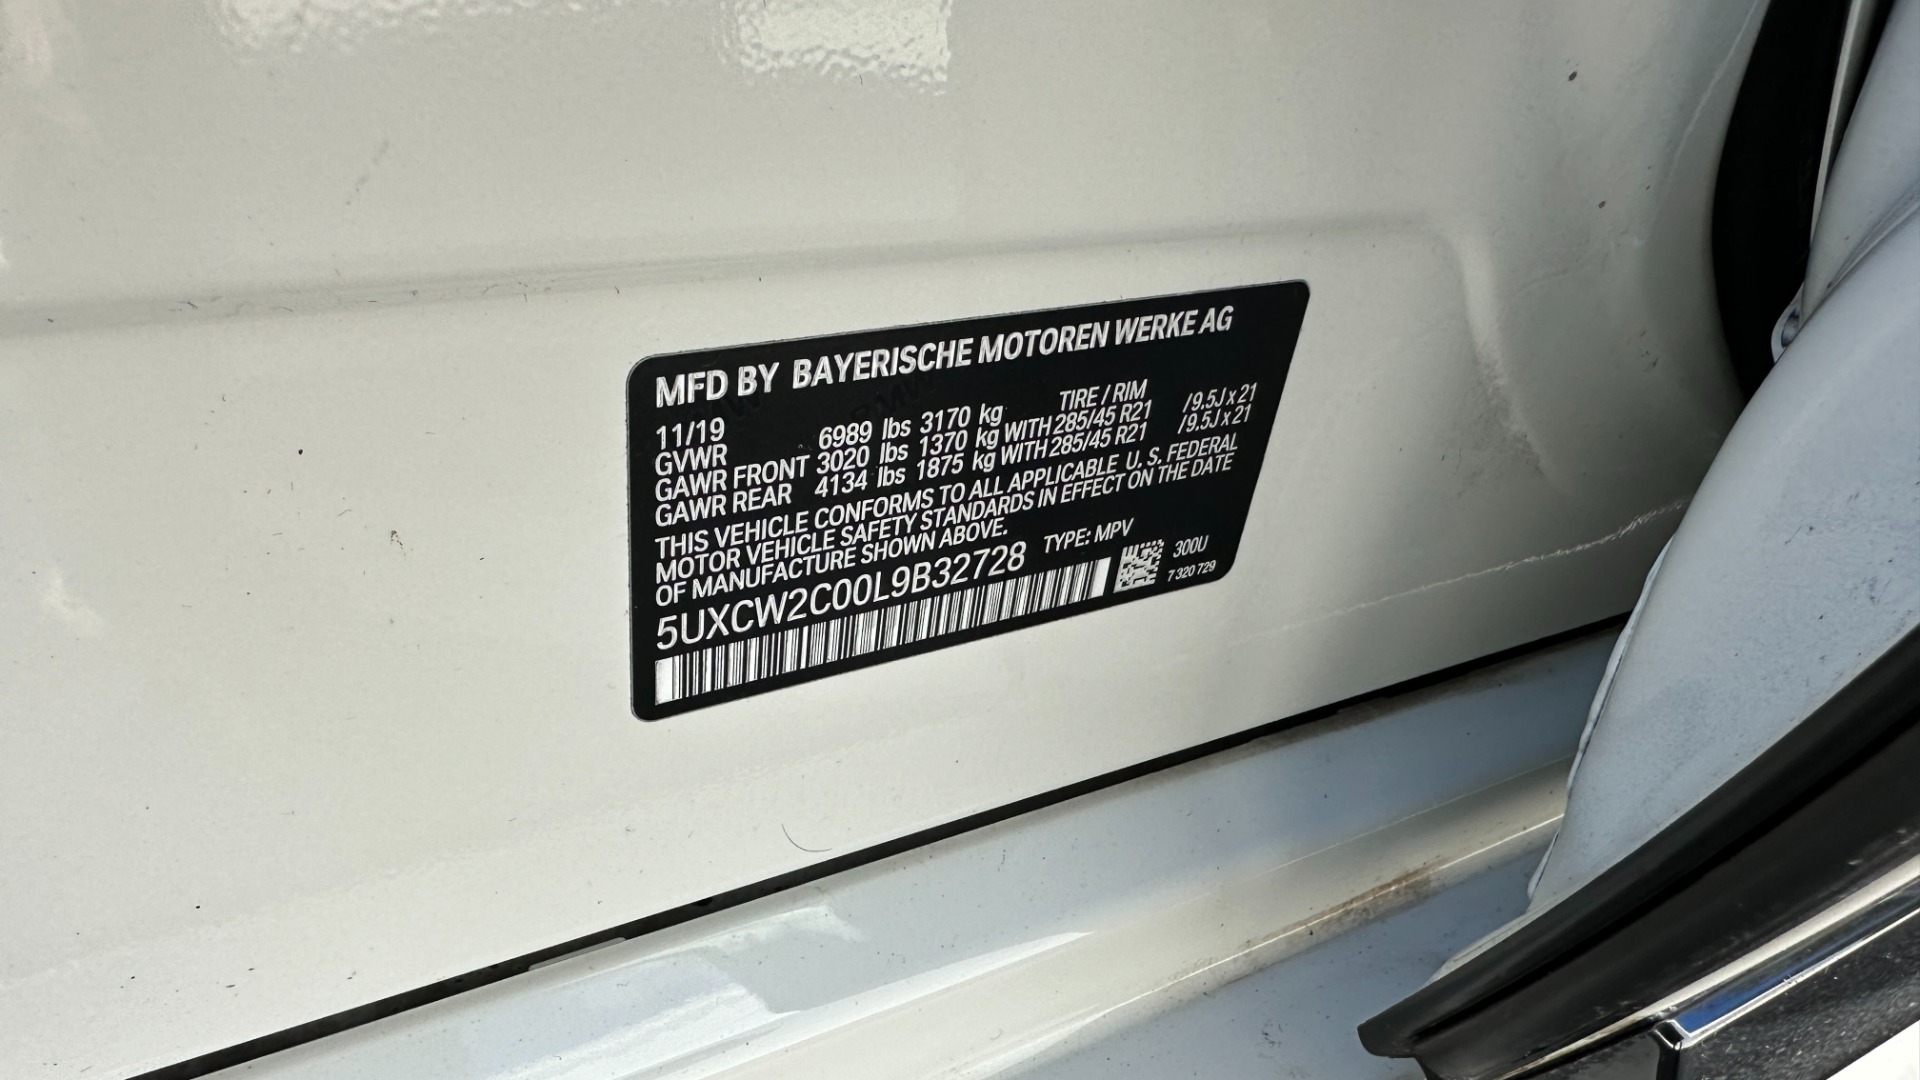 MFD BY BAYERISCHE MOTOREN WERKE AG
11/19 TIRE / RIM
GVWR 6989 lbs 3170 kg
GAWR FRONT 3020 lbs 1370 kg WITH 285/45 R21 /9.5J x 21
GAWR REAR 4134 lbs 1875 kg WITH 285/45 R21 /9.5J x 21
THIS VEHICLE CONFORMS TO ALL APPLICABLE U. S. FEDERAL
MOTOR VEHICLE SAFETY STANDARDS IN EFFECT ON THE DATE
OF MANUFACTURE SHOWN ABOVE.
5UXCW2C00L9B32728 TYPE: MPV
300U
7 320 729